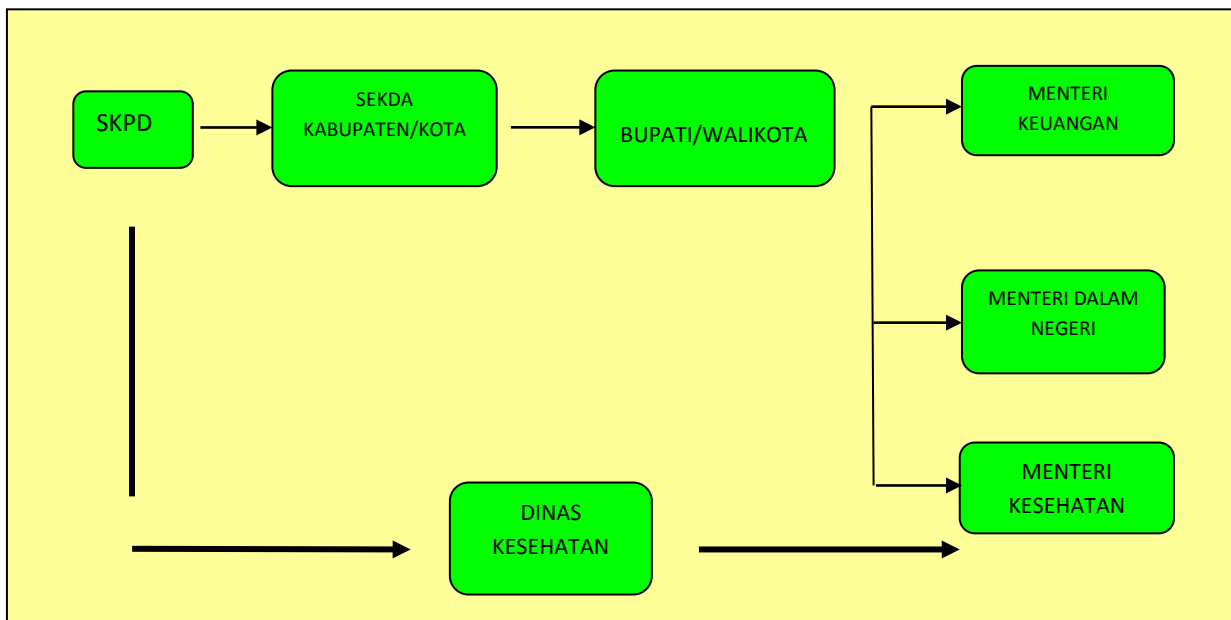 SKPD
SEKDA
KABUPATEN/KOTA
BUPATI/WALIKOTA
MENTERI
KEUANGAN
MENTERI DALAM
NEGERI
MENTERI
KESEHATAN
DINAS
KESEHATAN